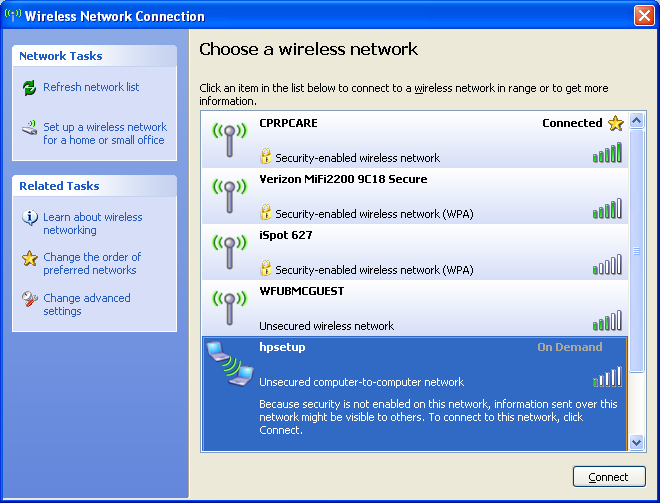 Wireless Network Connection
Network Tasks
Refresh network list
Set up a wireless network
for a home or small office
Related Tasks
Learn about wireless
networking
Change the order of
preferred networks
Change advanced
settings
Choose a wireless network
Click an item in the list below to connect to a wireless network in range or to get more
information.
CPRPCARE Connected
Security-enabled wireless network
Verizon MiFi2200 9C18 Secure
Security-enabled wireless network (WPA)
iSpot 627
Security-enabled wireless network (WPA)
WFUBMCGUEST
Unsecured wireless network
hpsetup On Demand
Unsecured computer-to-computer network
Because security is not enabled on this network, information sent over this
network might be visible to others. To connect to this network, click
Connect.
Connect